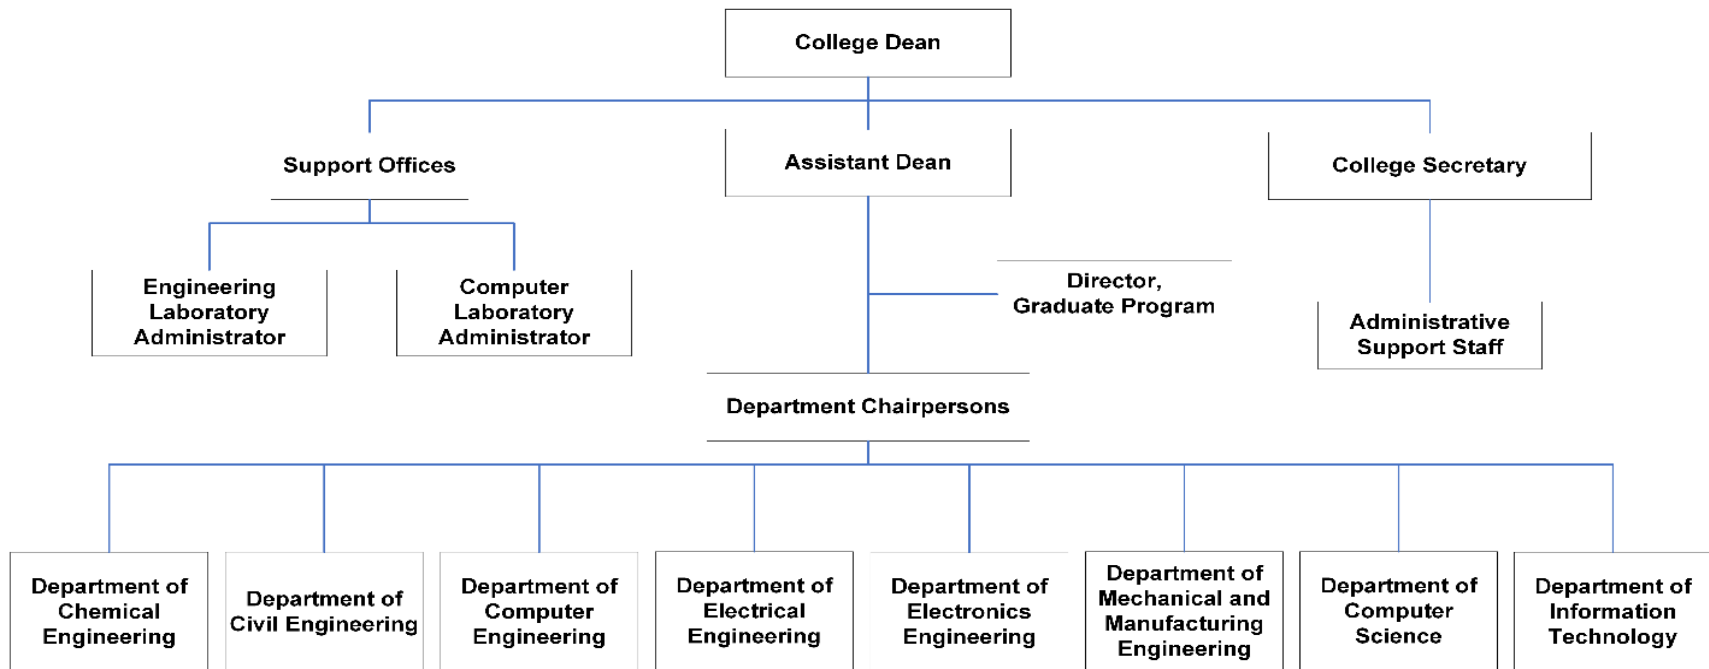 College Dean
Support Offices
Assistant Dean
College Secretary
Engineering
Laboratory
Administrator
Computer
Laboratory
Administrator
Director,
Graduate Program
Administrative
Support Staff
Department Chairpersons
Department of
Chemical
Engineering
Department of
Civil Engineering
Department of
Computer
Engineering
Department of
Electrical
Engineering
Department of
Electronics
Engineering
Department of
Mechanical and
Manufacturing
Engineering
Department of
Computer
Science
Department of
Information
Technology